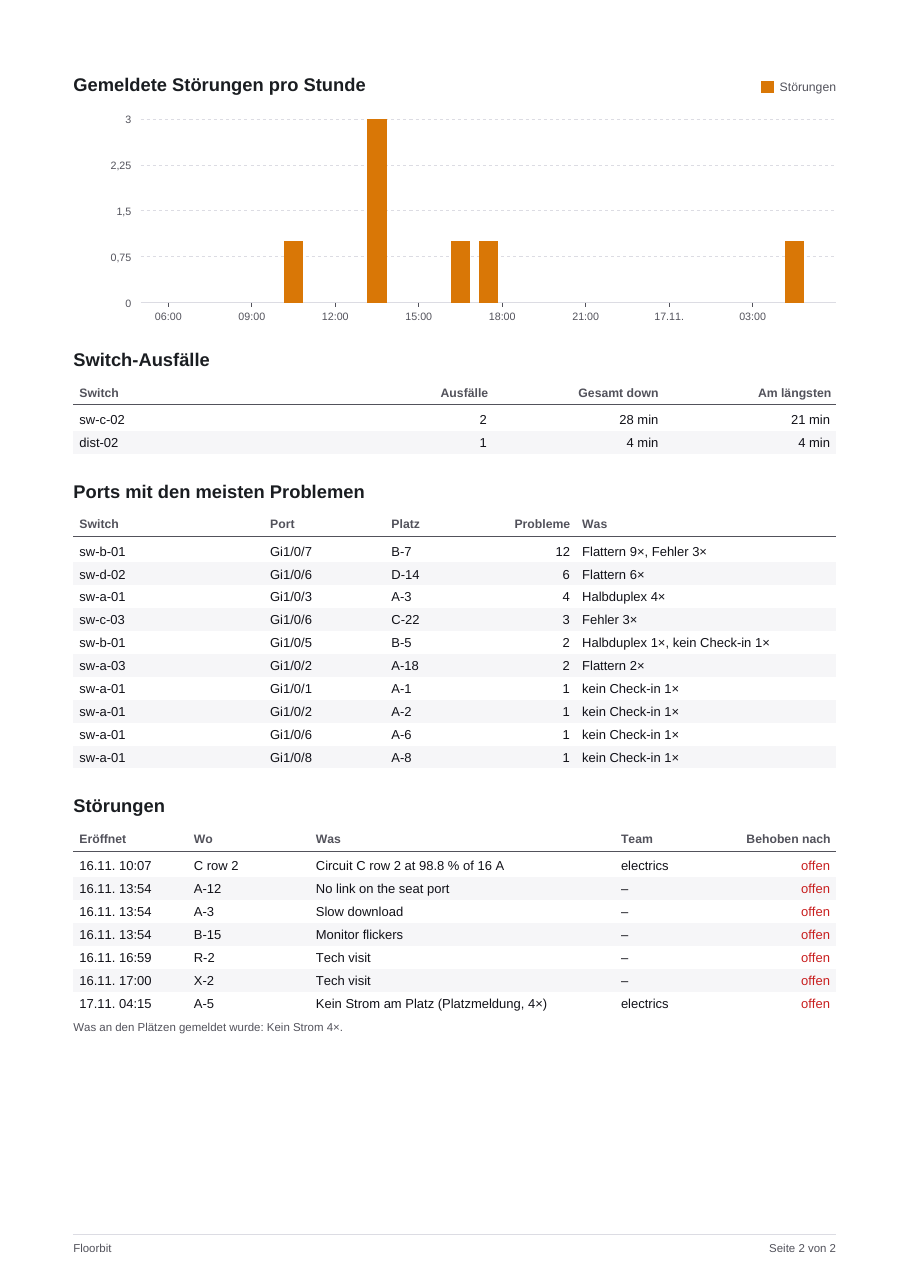 Gemeldete Störungen pro Stunde
Störungen
3
2,25
1,5
0,75
0
06:00 09:00 12:00 15:00 18:00 21:00 17.11. 03:00
Switch-Ausfälle
Switch Ausfälle Gesamt down Am längsten
sw-c-02 2 28 min 21 min
dist-02 1 4 min 4 min
Ports mit den meisten Problemen
Switch Port Platz Probleme Was
sw-b-01 Gi1/0/7 B-7 12 Flattern 9×, Fehler 3×
sw-d-02 Gi1/0/6 D-14 6 Flattern 6×
sw-a-01 Gi1/0/3 A-3 4 Halbduplex 4×
sw-c-03 Gi1/0/6 C-22 3 Fehler 3×
sw-b-01 Gi1/0/5 B-5 2 Halbduplex 1×, kein Check-in 1×
sw-a-03 Gi1/0/2 A-18 2 Flattern 2×
sw-a-01 Gi1/0/1 A-1 1 kein Check-in 1×
sw-a-01 Gi1/0/2 A-2 1 kein Check-in 1×
sw-a-01 Gi1/0/6 A-6 1 kein Check-in 1×
sw-a-01 Gi1/0/8 A-8 1 kein Check-in 1×
Störungen
Eröffnet Wo Was Team Behoben nach
16.11. 10:07 C row 2 Circuit C row 2 at 98.8 % of 16 A electrics offen
16.11. 13:54 A-12 No link on the seat port – offen
16.11. 13:54 A-3 Slow download – offen
16.11. 13:54 B-15 Monitor flickers – offen
16.11. 16:59 R-2 Tech visit – offen
16.11. 17:00 X-2 Tech visit – offen
17.11. 04:15 A-5 Kein Strom am Platz (Platzmeldung, 4×) electrics offen
Was an den Plätzen gemeldet wurde: Kein Strom 4×.
Floorbit Seite 2 von 2